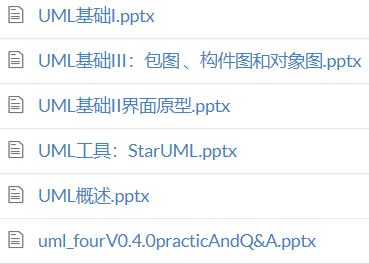 UML基础I.pptx
UML基础III：包图、构件图和对象图.pptx
UML基础II界面原型.pptx
UML工具：StarUML.pptx
UML概述.pptx
uml_fourV0.4.0practicAndQ&A.pptx